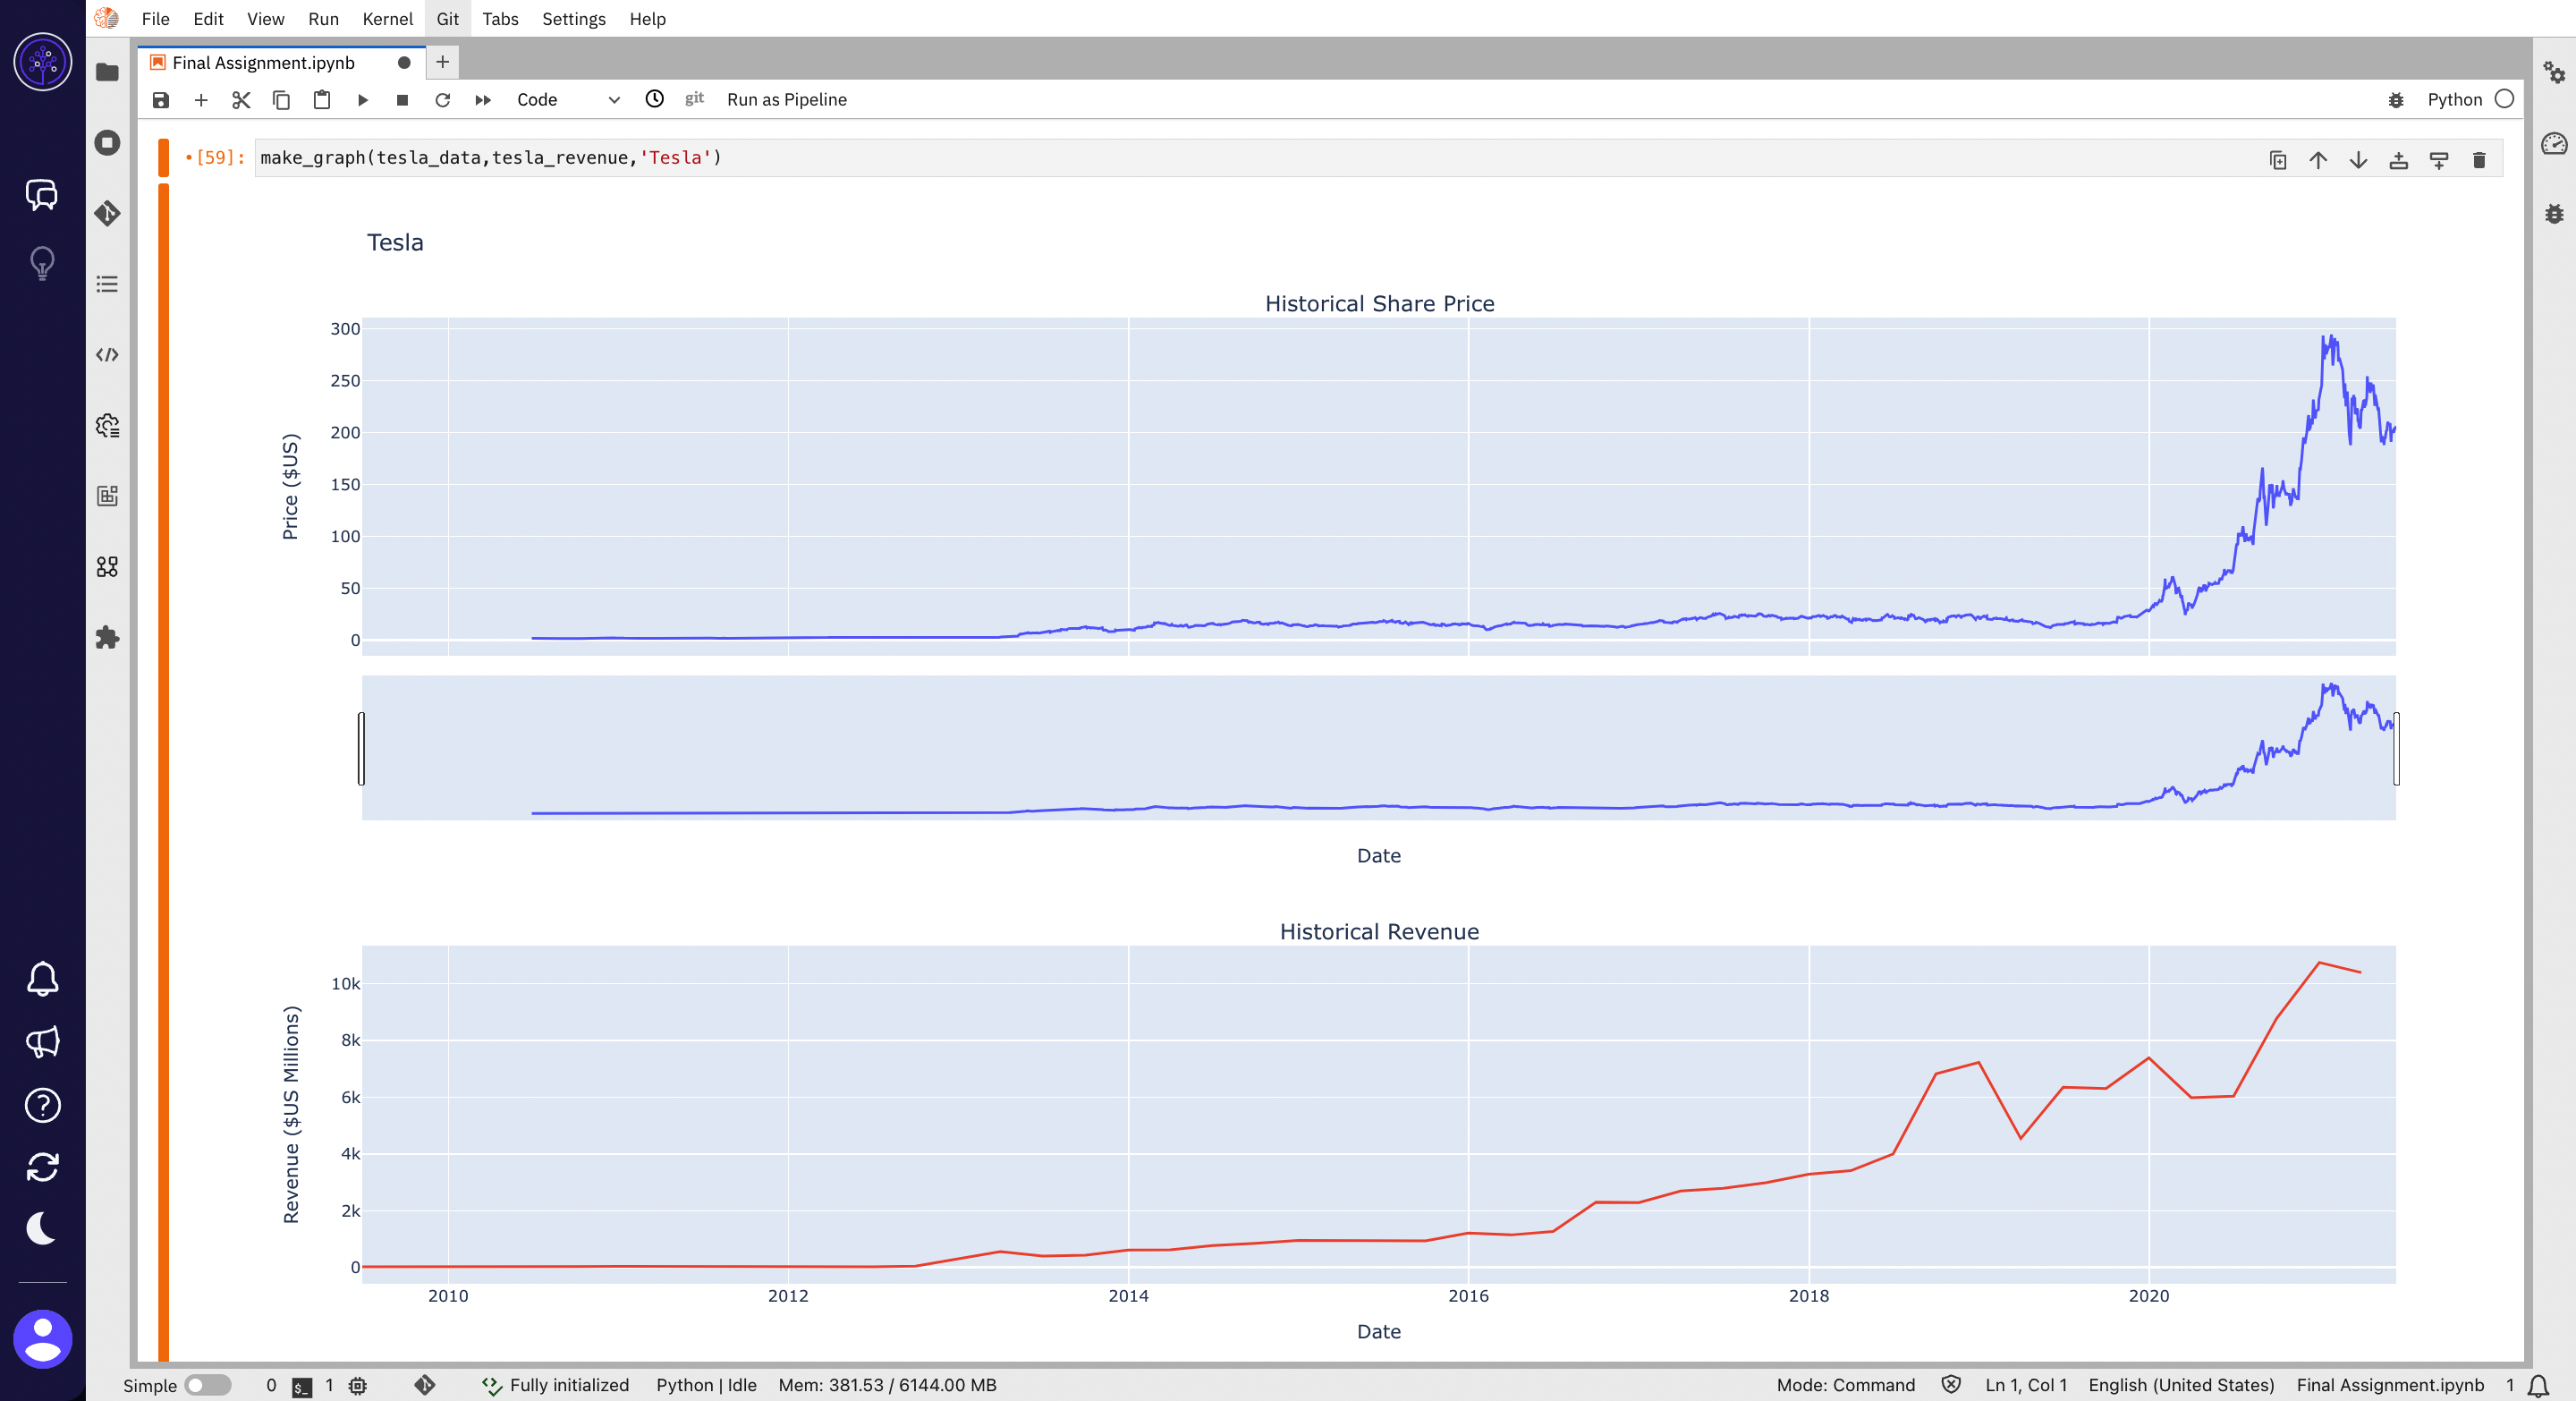 File Edit View Run Kernel Git Tabs Settings Help
Final Assignment.ipynb
Code git Run as Pipeline Python
[59]: make_graph(tesla_data,tesla_revenue,'Tesla')
Tesla
Historical Share Price
300
250
200
150
100
50
0
Price ($US)
Date
Historical Revenue
10k
8k
6k
4k
2k
0
Revenue ($US Millions)
2010 2012 2014 2016 2018 2020
Date
Simple 0 $_ 1 Fully initialized Python | Idle Mem: 381.53 / 6144.00 MB Mode: Command Ln 1, Col 1 English (United States) Final Assignment.ipynb 1